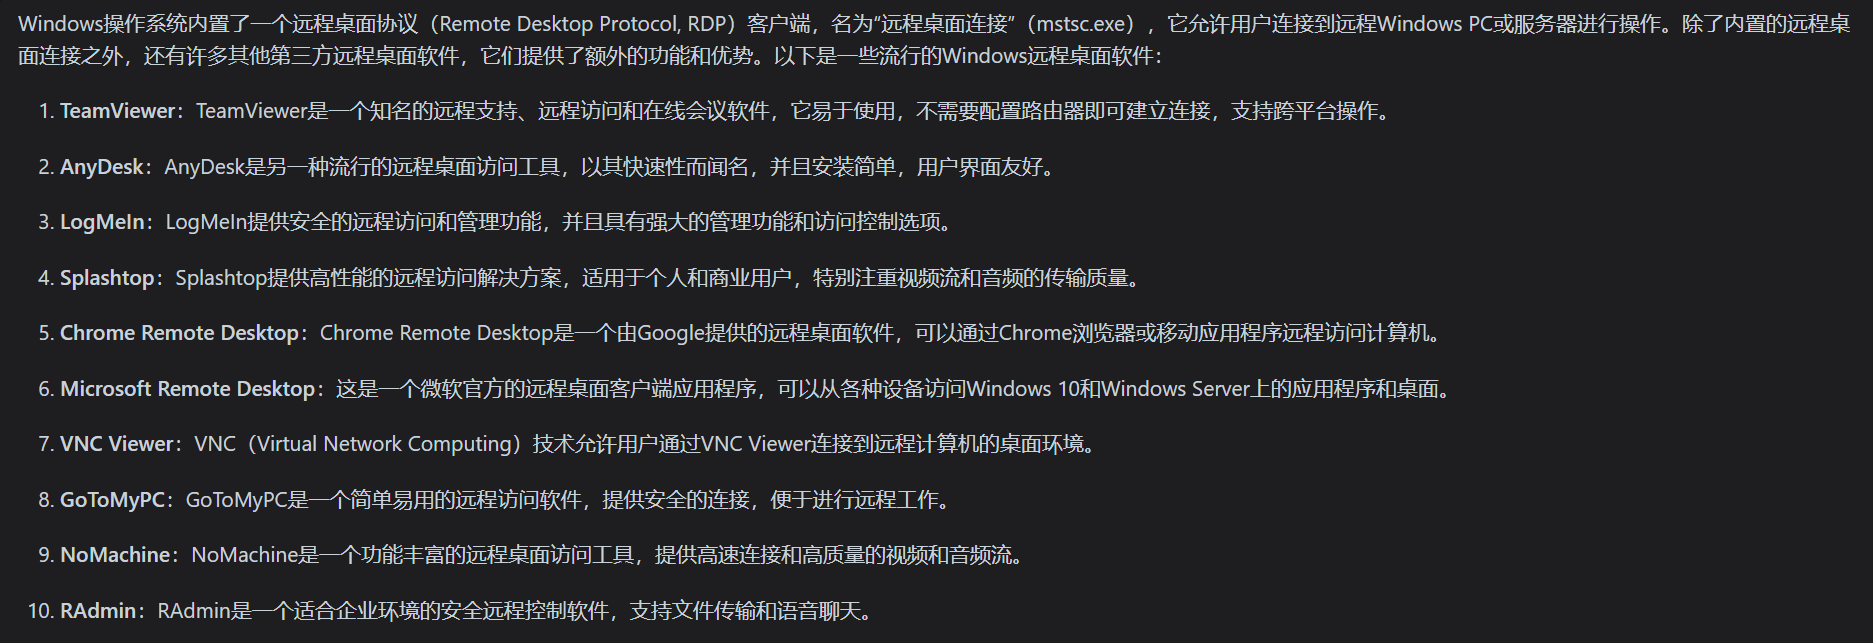 Windows操作系统内置了一个远程桌面协议（Remote Desktop Protocol, RDP）客户端，名为“远程桌面连接”（mstsc.exe），它允许用户连接到远程Windows PC或服务器进行操作。除了内置的远程桌
面连接之外，还有许多其他第三方远程桌面软件，它们提供了额外的功能和优势。以下是一些流行的Windows远程桌面软件：
1. TeamViewer：TeamViewer是一个知名的远程支持、远程访问和在线会议软件，它易于使用，不需要配置路由器即可建立连接，支持跨平台操作。
2. AnyDesk：AnyDesk是另一种流行的远程桌面访问工具，以其快速性而闻名，并且安装简单，用户界面友好。
3. LogMeIn：LogMeIn提供安全的远程访问和管理功能，并且具有强大的管理功能和访问控制选项。
4. Splashtop：Splashtop提供高性能的远程访问解决方案，适用于个人和商业用户，特别注重视频流和音频的传输质量。
5. Chrome Remote Desktop：Chrome Remote Desktop是一个由Google提供的远程桌面软件，可以通过Chrome浏览器或移动应用程序远程访问计算机。
6. Microsoft Remote Desktop：这是一个微软官方的远程桌面客户端应用程序，可以从各种设备访问Windows 10和Windows Server上的应用程序和桌面。
7. VNC Viewer：VNC（Virtual Network Computing）技术允许用户通过VNC Viewer连接到远程计算机的桌面环境。
8. GoToMyPC：GoToMyPC是一个简单易用的远程访问软件，提供安全的连接，便于进行远程工作。
9. NoMachine：NoMachine是一个功能丰富的远程桌面访问工具，提供高速连接和高质量的视频和音频流。
10. RAdmin：RAdmin是一个适合企业环境的安全远程控制软件，支持文件传输和语音聊天。